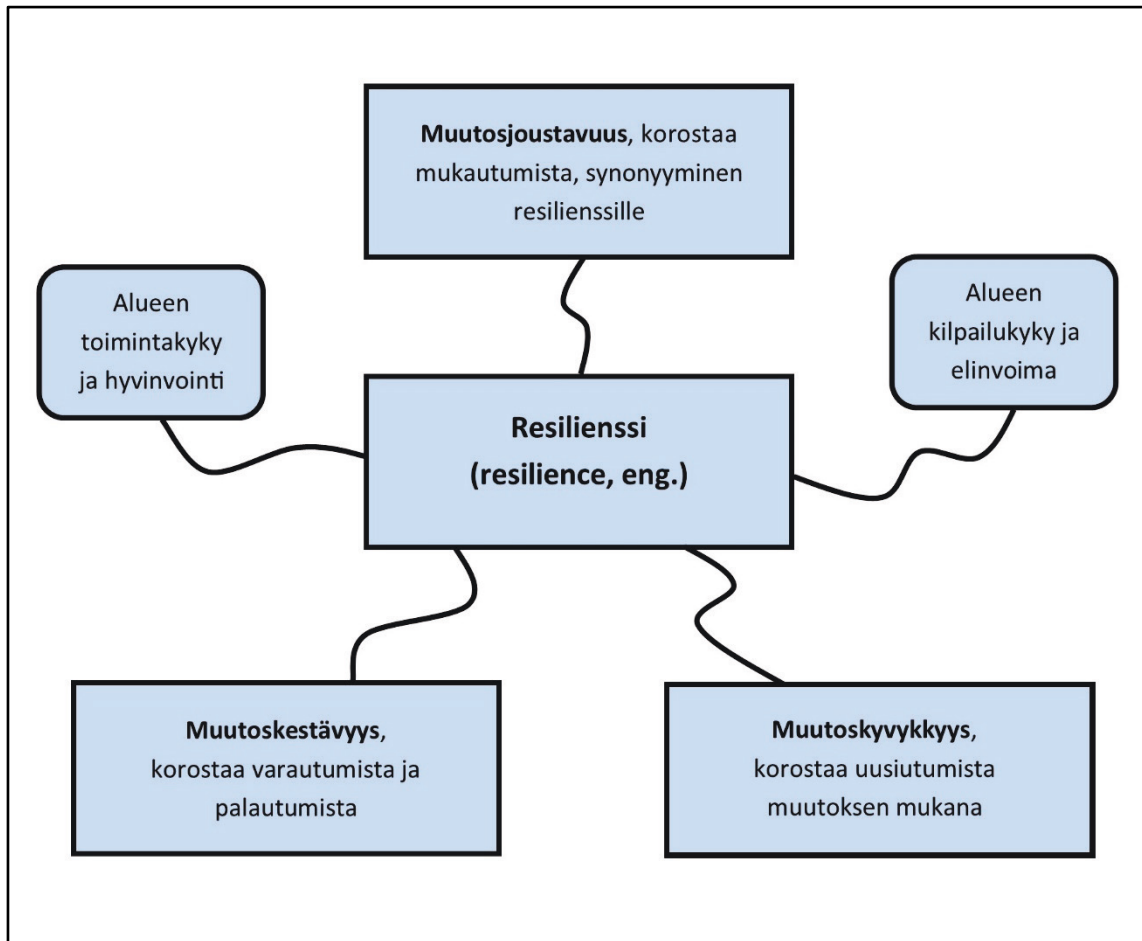 Muutosjoustavuus, korostaa
mukautumista, synonyyminen
resilienssille
Alueen
toimintakyky
ja hyvinvointi
Alueen
kilpailukyky ja
elinvoima
Resilienssi
(resilience, eng.)
Muutoskestävyys,
korostaa varautumista ja
palautumista
Muutoskyvykkyys,
korostaa uusiutumista
muutoksen mukana